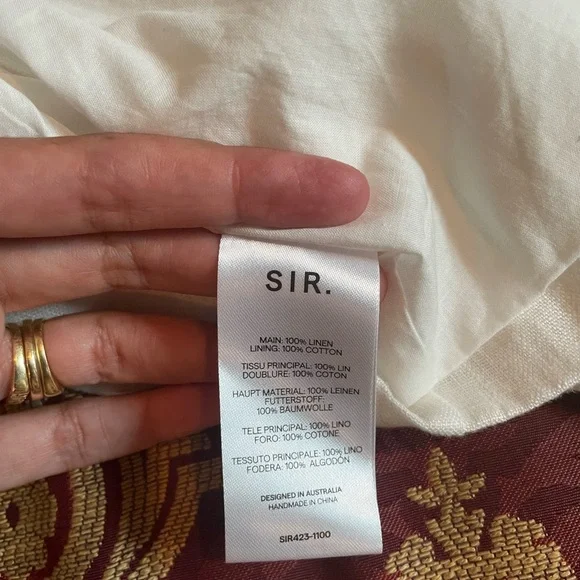 SIR.
MAIN: 100% LINEN
LINING: 100% COTTON
TISSU PRINCIPAL: 100% LIN
DOUBLURE: 100% COTON
HAUPT MATERIAL: 100% LEINEN
FUTTERSTOFF:
100% BAUMWOLLE
TELE PRINCIPAL: 100% LINO
FORO: 100% COTONE
TESSUTO PRINCIPALE: 100% LINO
FODERA: 100% ALGODÓN
DESIGNED IN AUSTRALIA
HANDMADE IN CHINA
SIR423-1100